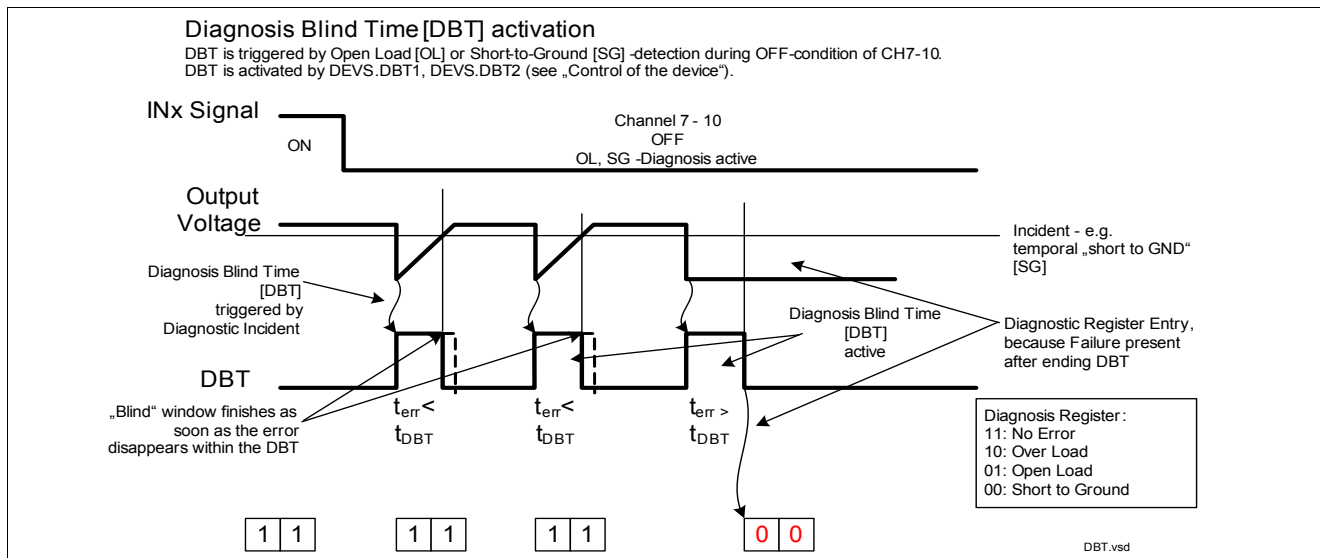 Diagnosis Blind Time [DBT] activation
DBT is triggered by Open Load [OL] or Short-to-Ground [SG] -detection during OFF-condition of CH7-10.
DBT is activated by DEVS.DBT1, DEVS.DBT2 (see „Control of the device“).
INx Signal
ON
Channel 7 - 10
OFF
OL, SG -Diagnosis active
Output
Voltage
Incident - e.g.
temporal „short to GND“
[SG]
Diagnosis Blind Time
[DBT]
triggered by
Diagnostic Incident
Diagnosis Blind Time
[DBT]
active
Diagnostic Register Entry,
because Failure present
after ending DBT
DBT
„Blind“ window finishes as
soon as the error
disappears within the DBT
terr<
tDBT
terr<
tDBT
terr >
tDBT
Diagnosis Register:
11: No Error
10: Over Load
01: Open Load
00: Short to Ground
1 1
1 1
1 1
0 0
DBT.vsd